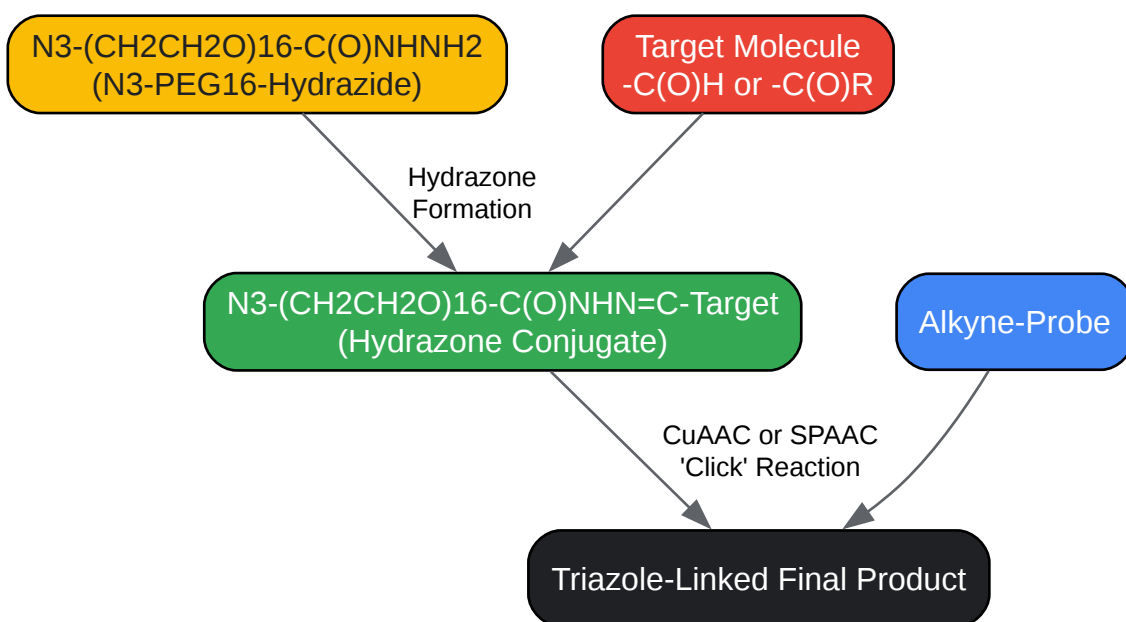 N3-(CH2CH2O)16-C(O)NHNH2
(N3-PEG16-Hydrazide)
Target Molecule
-C(O)H or -C(O)R
Hydrazone
Formation
N3-(CH2CH2O)16-C(O)NHN=C-Target
(Hydrazone Conjugate)
Alkyne-Probe
CuAAC or SPAAC
'Click' Reaction
Triazole-Linked Final Product